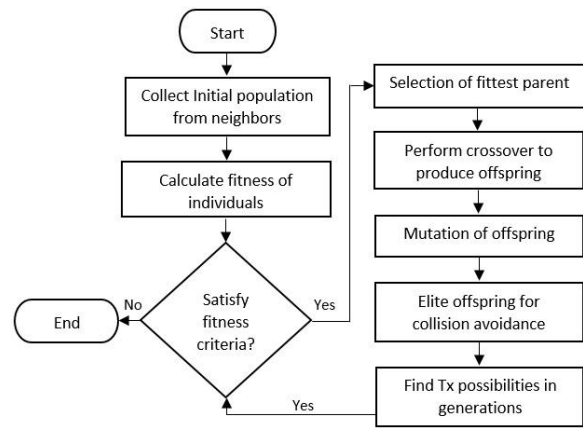 Start
Collect Initial population
from neighbors
Calculate fitness of
individuals
Satisfy
fitness
criteria?
No
End
Yes
Selection of fittest parent
Perform crossover to
produce offspring
Mutation of offspring
Elite offspring for
collision avoidance
Find Tx possibilities in
generations
Yes